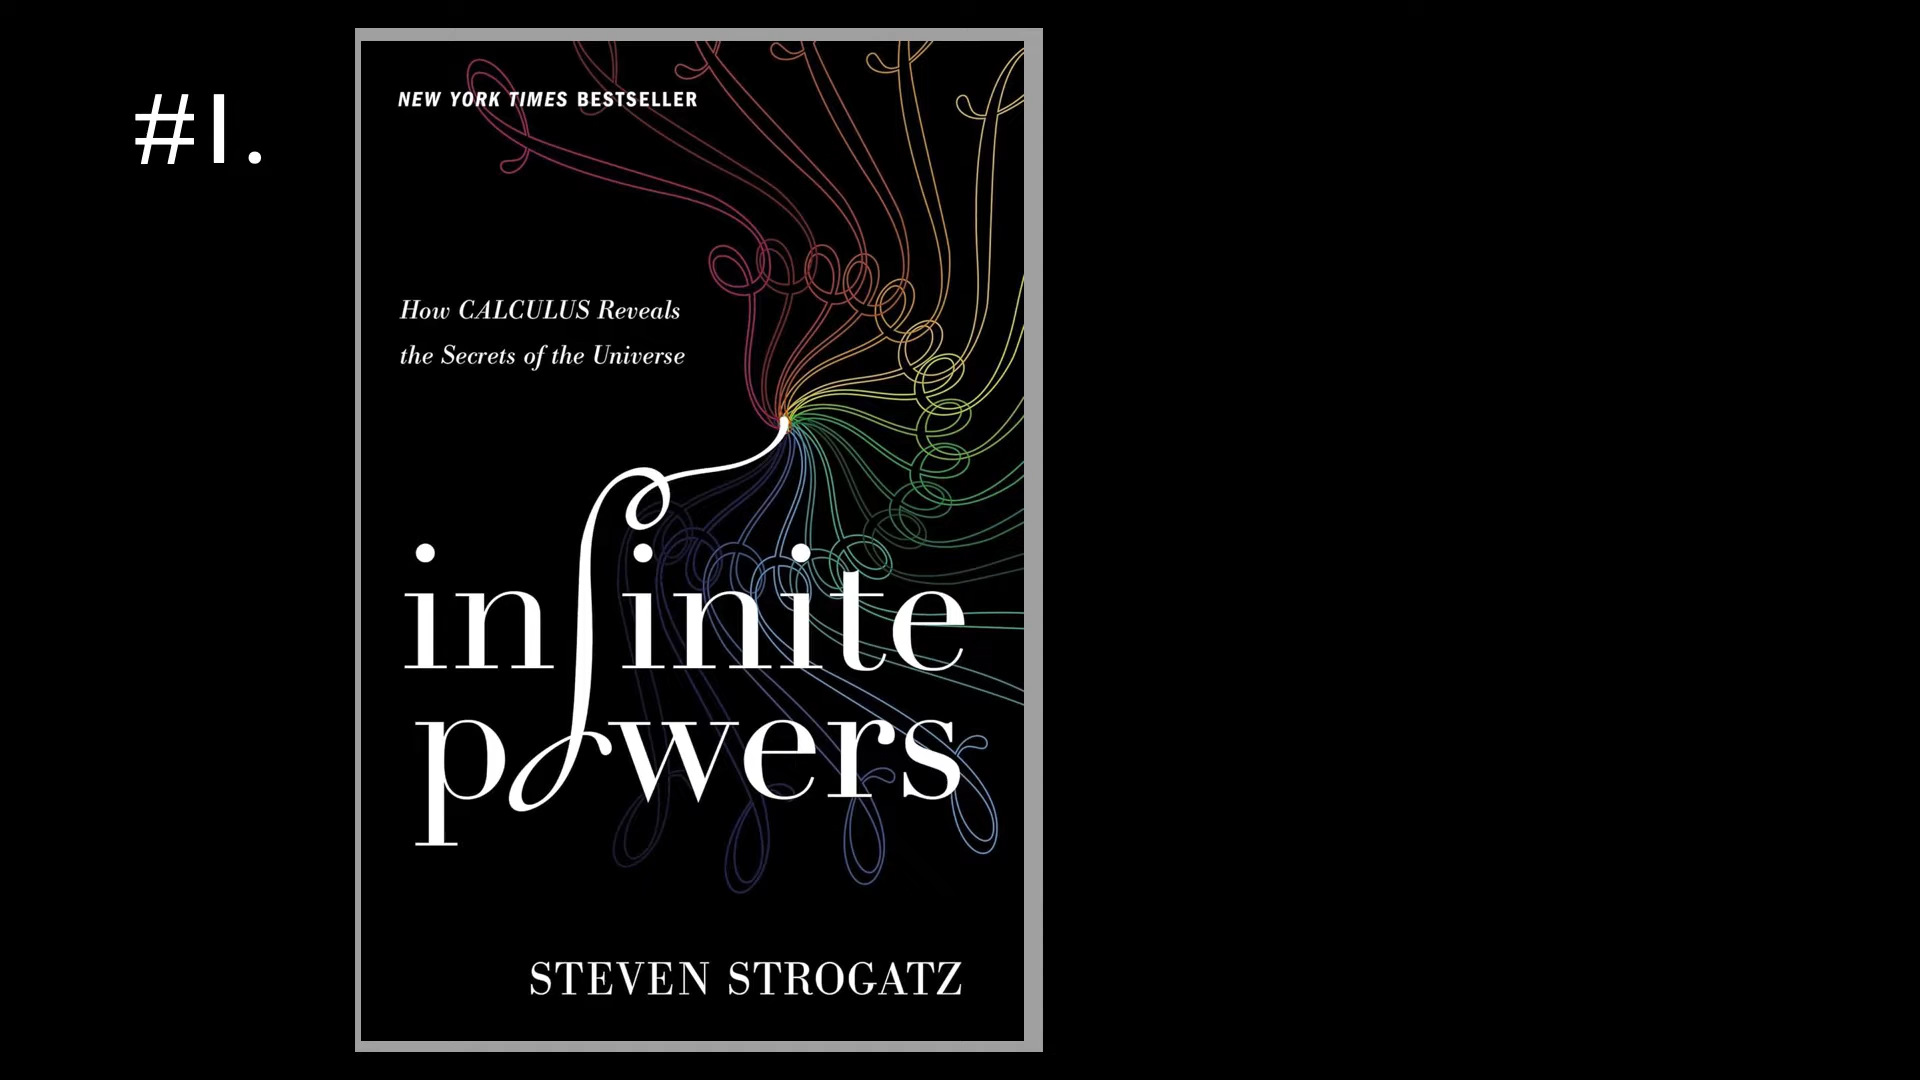 #1.
NEW YORK TIMES BESTSELLER
How CALCULUS Reveals
the Secrets of the Universe
infinite
powers
STEVEN STROGATZ